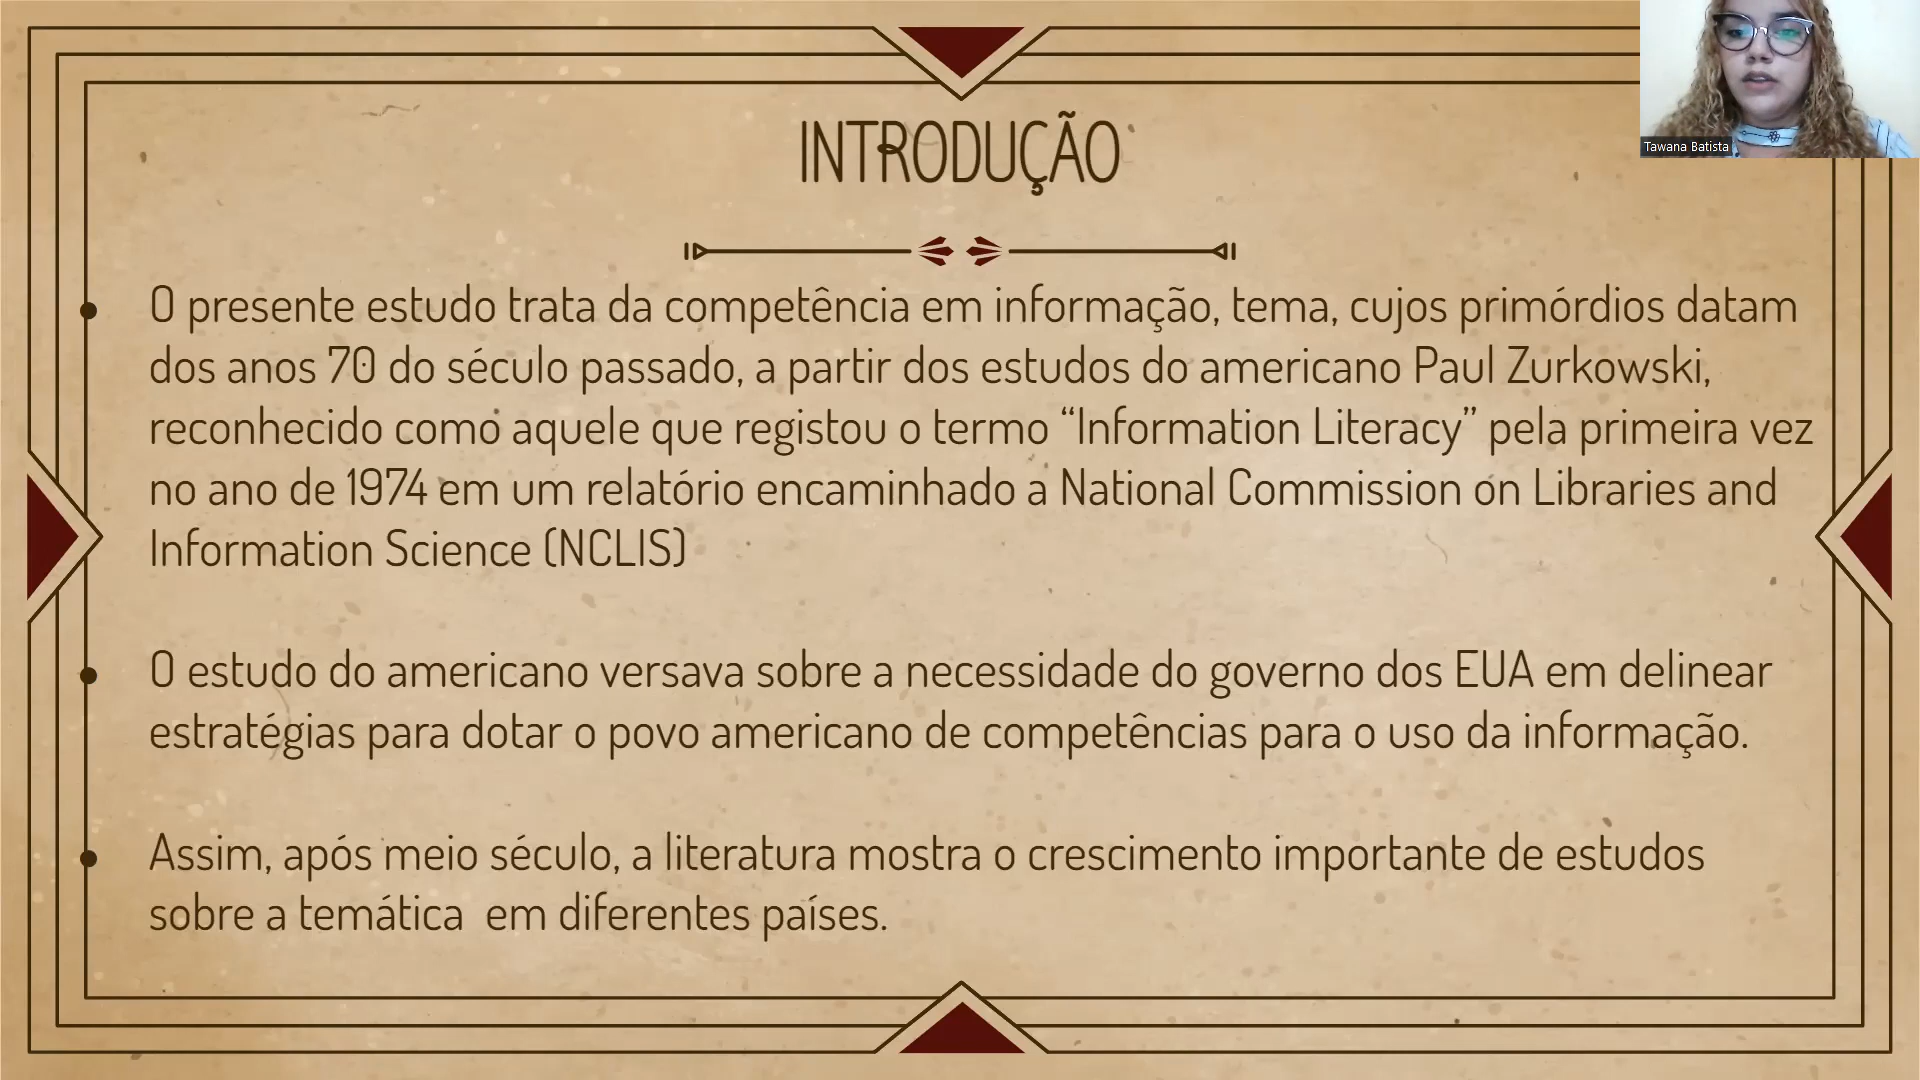 INTRODUÇÃO
Tawana Batista
• O presente estudo trata da competência em informação, tema, cujos primórdios datam
dos anos 70 do século passado, a partir dos estudos do americano Paul Zurkowski,
reconhecido como aquele que registou o termo “Information Literacy” pela primeira vez
no ano de 1974 em um relatório encaminhado a National Commission on Libraries and
Information Science (NCLIS)
• O estudo do americano versava sobre a necessidade do governo dos EUA em delinear
estratégias para dotar o povo americano de competências para o uso da informação.
• Assim, após meio século, a literatura mostra o crescimento importante de estudos
sobre a temática  em diferentes países.